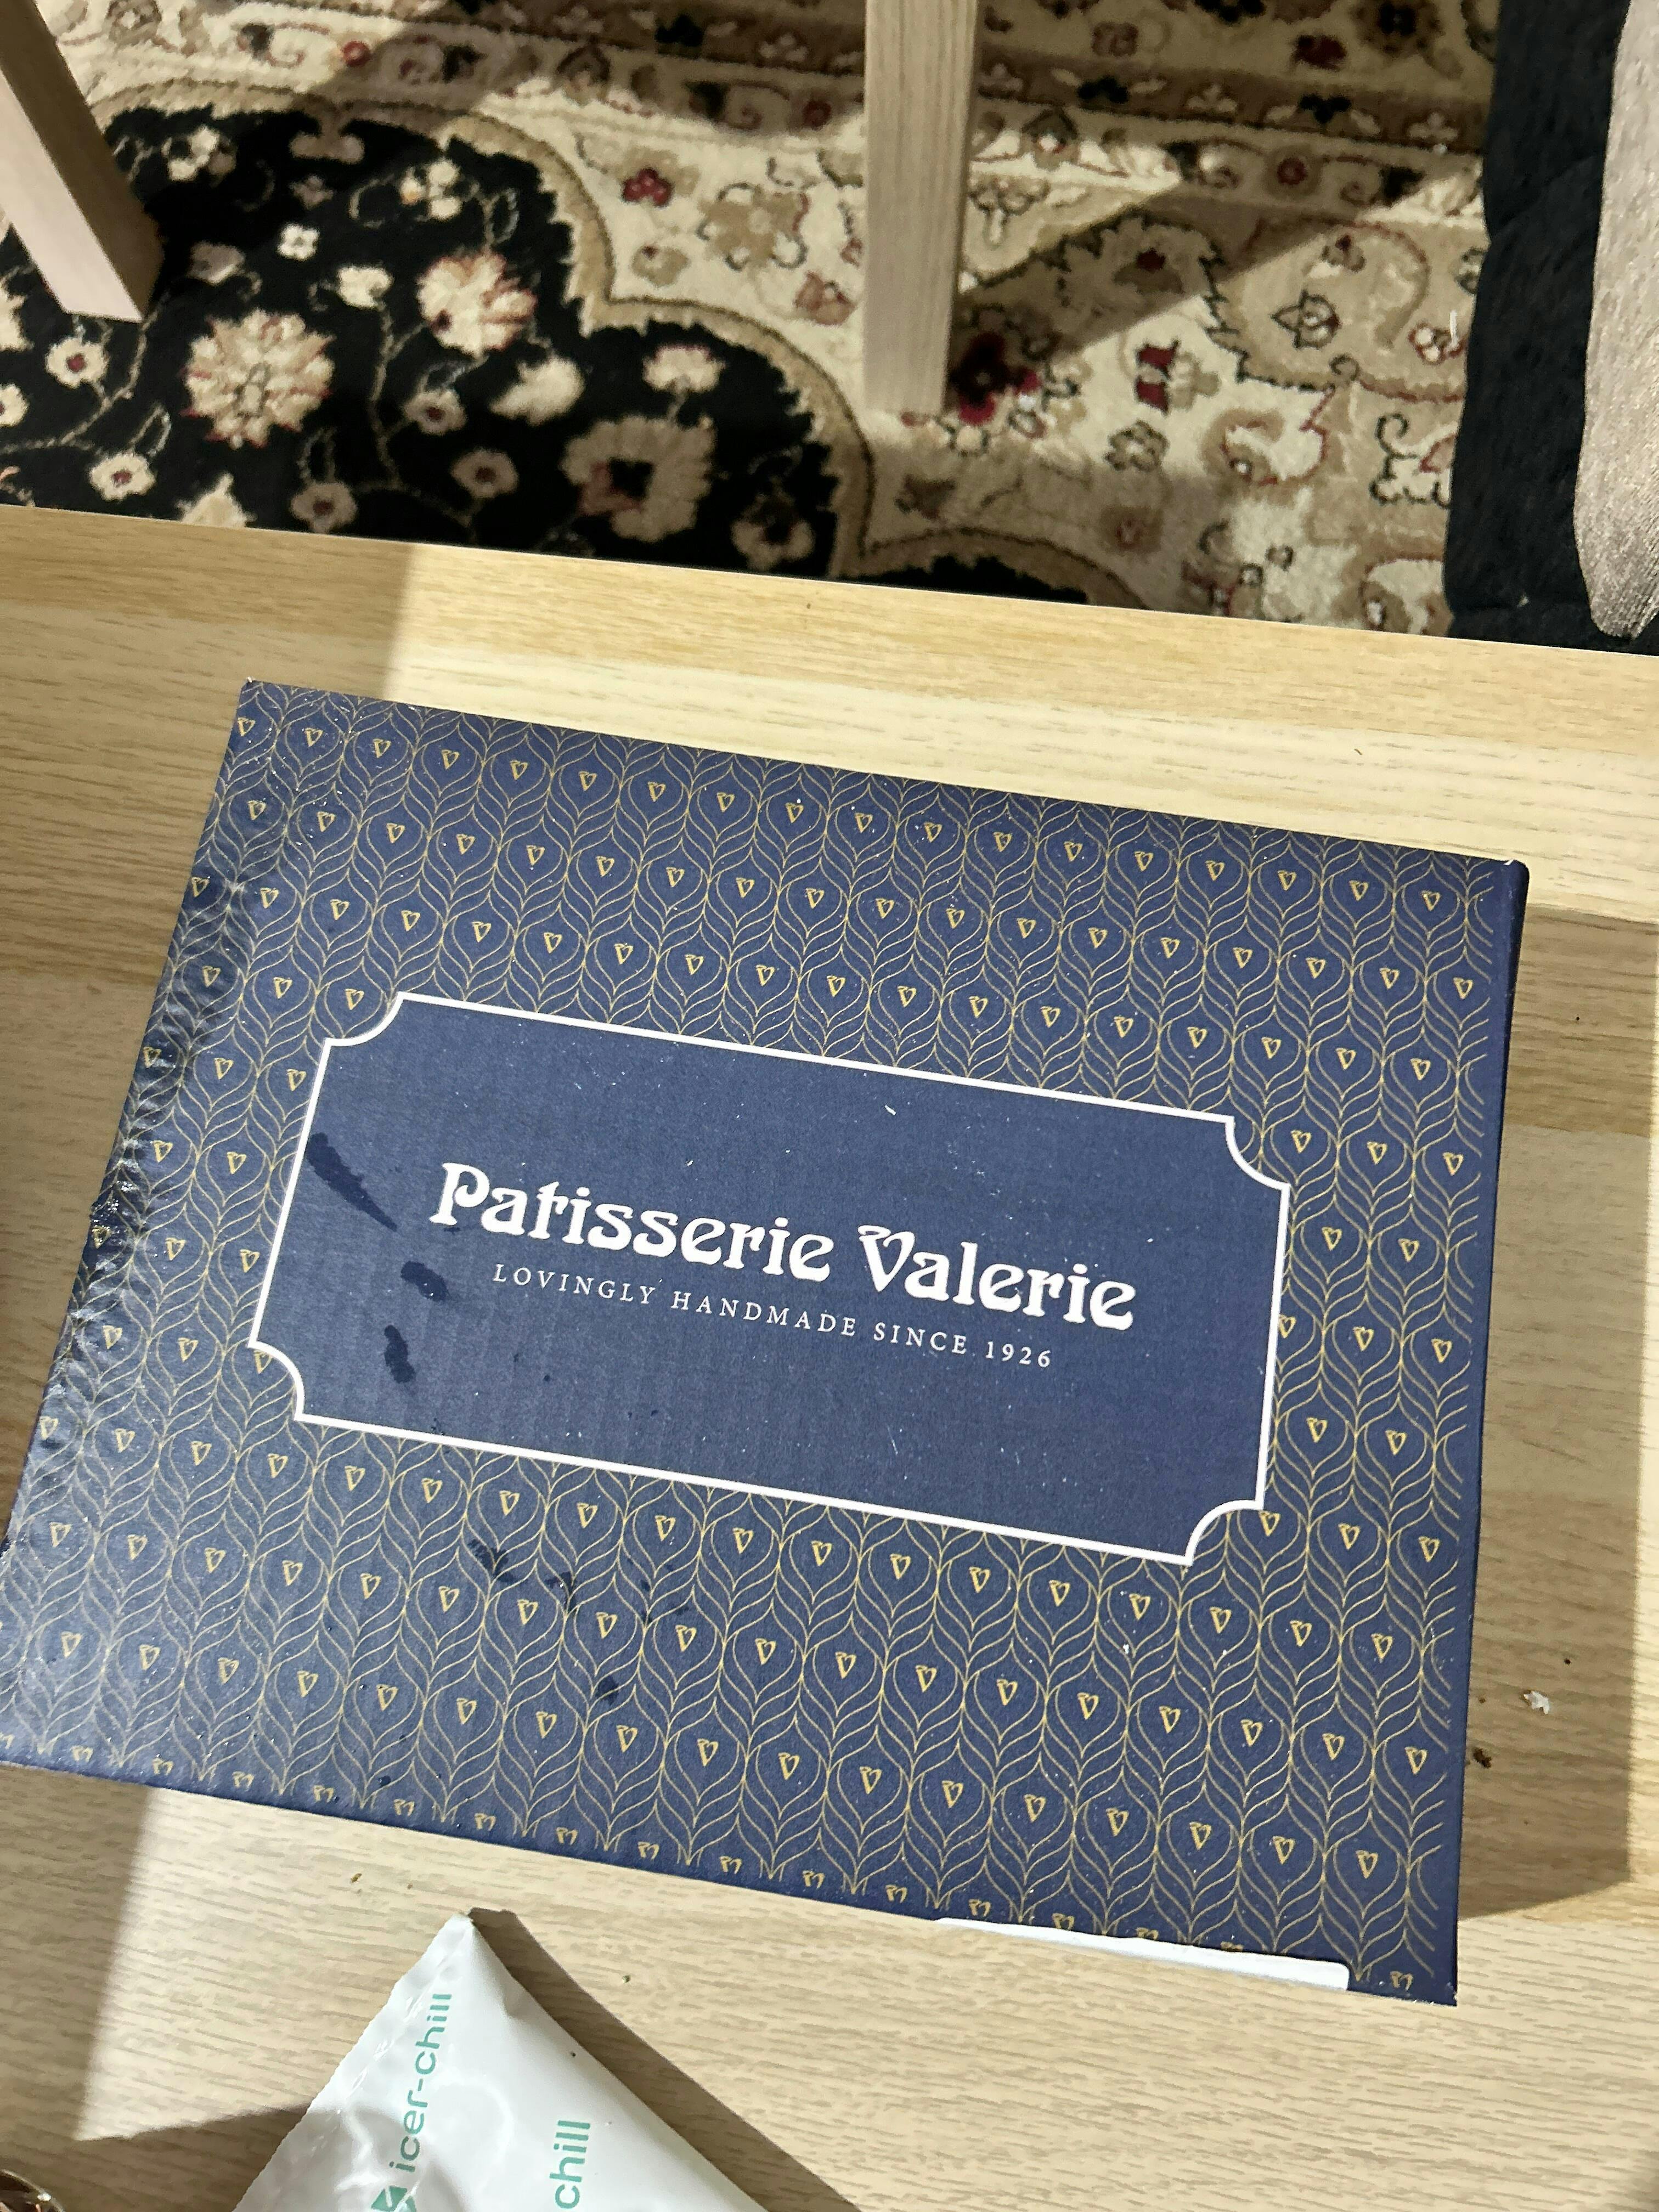 Patisserie Valerie
LOVINGLY HANDMADE SINCE 1926
icer-chill
chill